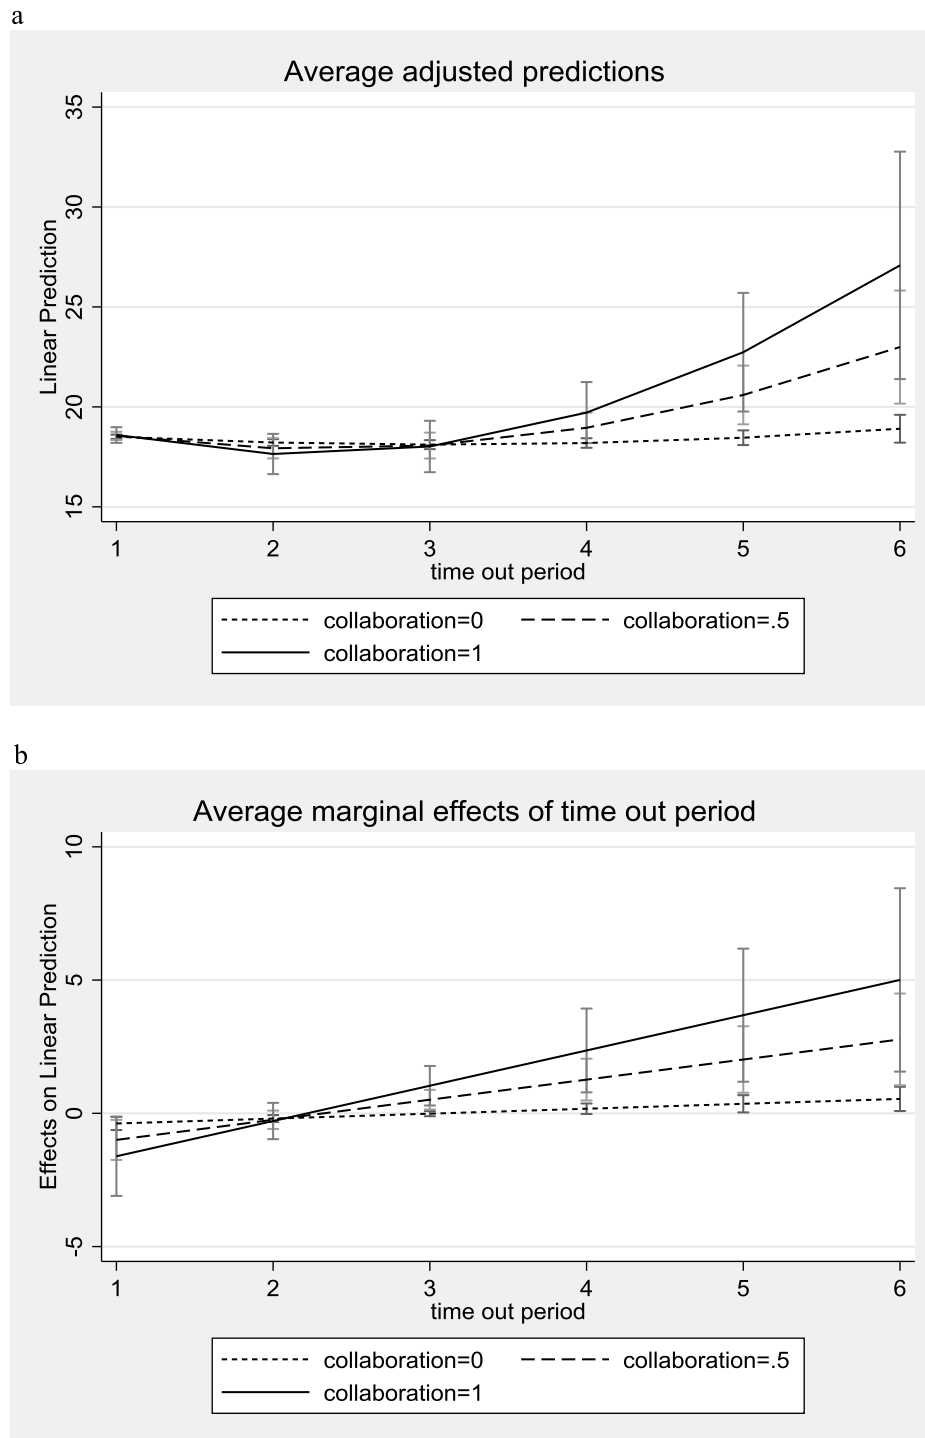 a
Average adjusted predictions
Linear Prediction
35
30
25
20
15
1 2 3 4 5 6
time out period
collaboration=0 collaboration=.5
collaboration=1
b
Average marginal effects of time out period
Effects on Linear Prediction
10
5
0
-5
1 2 3 4 5 6
time out period
collaboration=0 collaboration=.5
collaboration=1